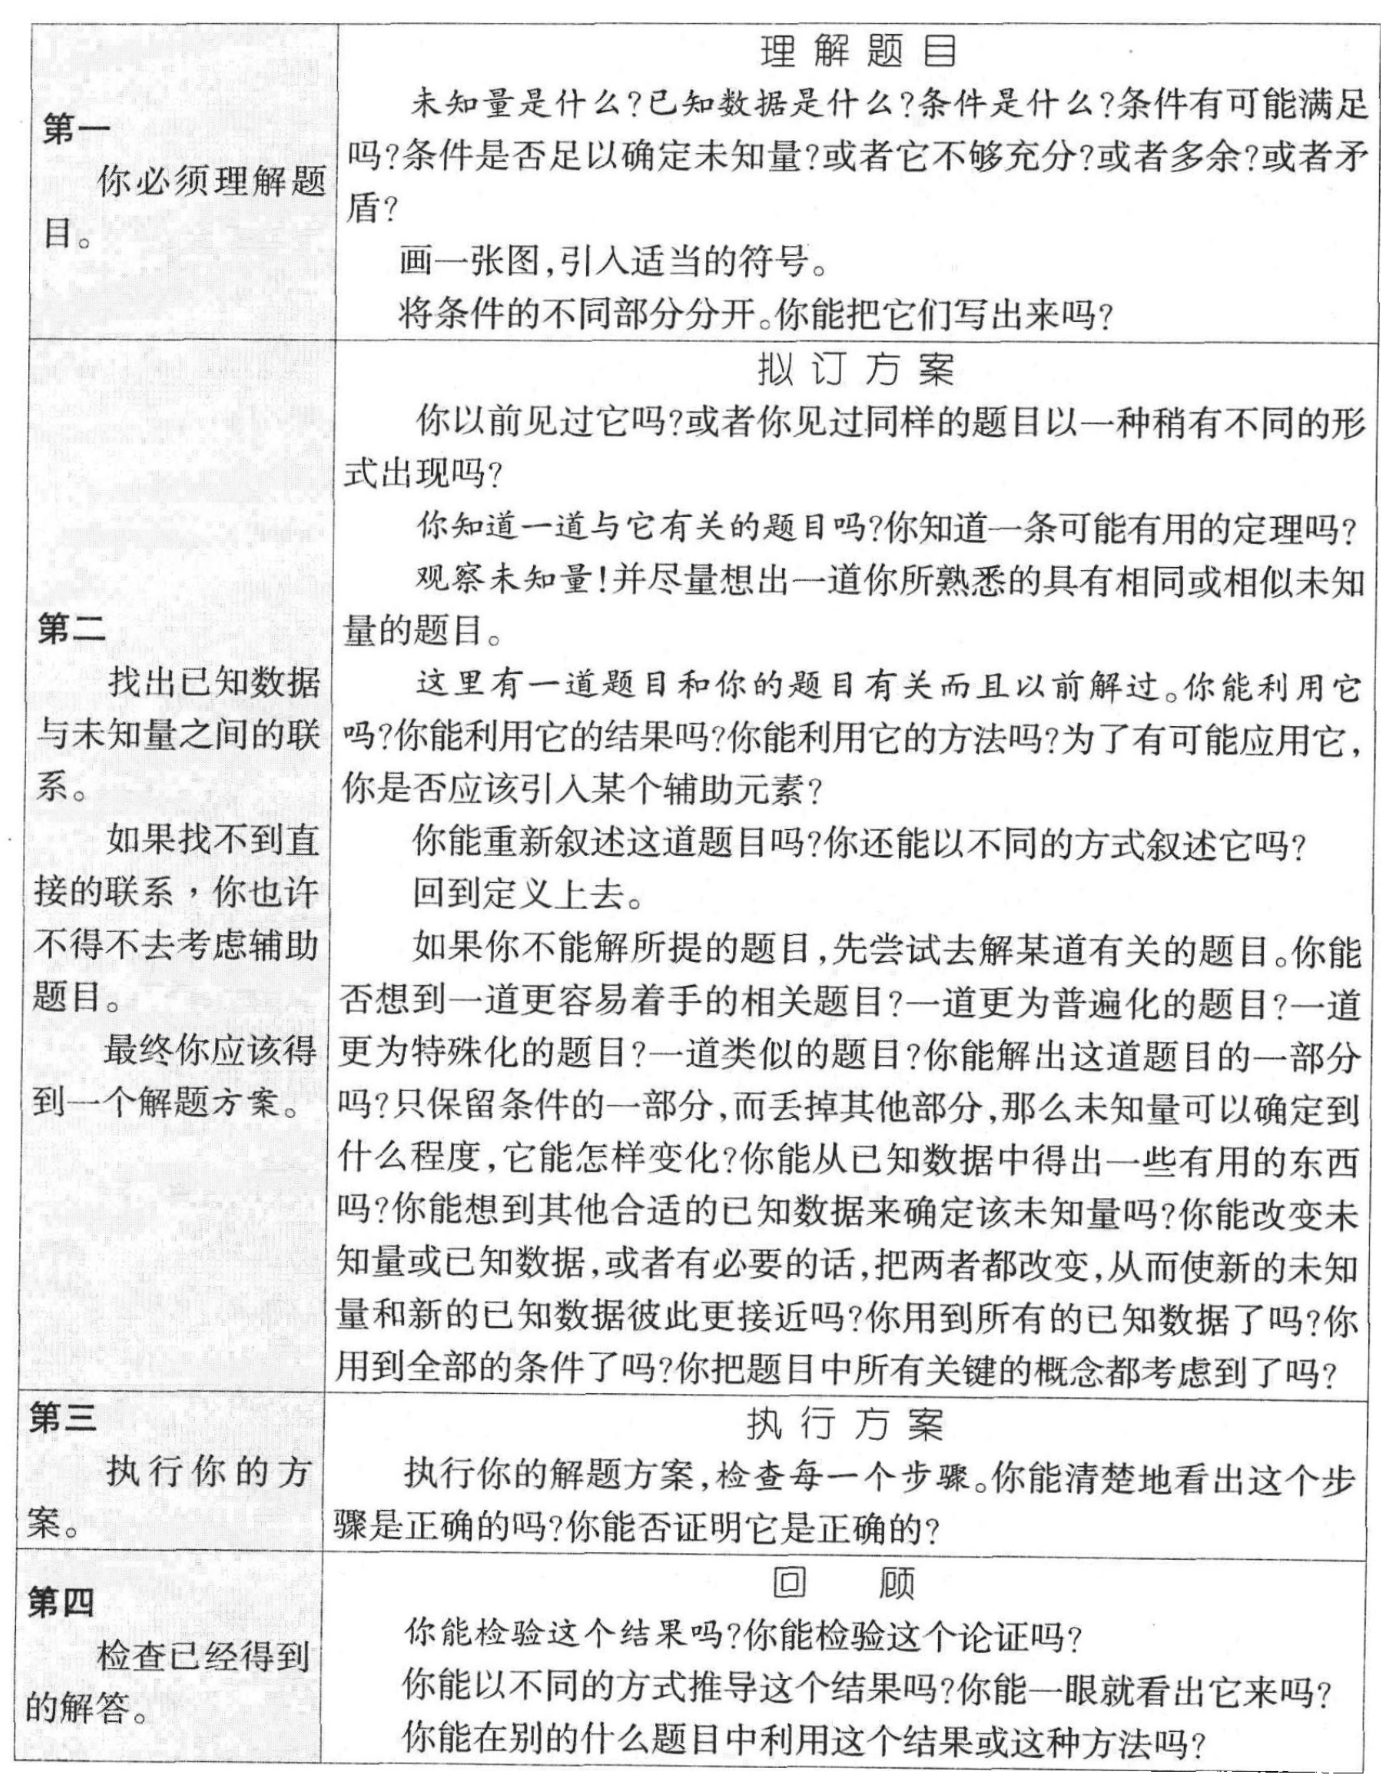 第一
你必须理解题
目。
理解题目
未知量是什么?已知数据是什么?条件是什么?条件有可能满足
吗?条件是否足以确定未知量?或者它不够充分?或者多余?或者矛
盾?
画一张图,引入适当的符号。
将条件的不同部分分开。你能把它们写出来吗?
第二
找出已知数据
与未知量之间的联
系。
如果找不到直
接的联系，你也许
不得不去考虑辅助
题目。
最终你应该得
到一个解题方案。
拟订方案
你以前见过它吗?或者你见过同样的题目以一种稍有不同的形
式出现吗?
你知道一道与它有关的题目吗?你知道一条可能有用的定理吗?
观察未知量!并尽量想出一道你所熟悉的具有相同或相似未知
量的题目。
这里有一道题目和你的题目有关而且以前解过。你能利用它
吗?你能利用它的结果吗?你能利用它的方法吗?为了有可能应用它,
你是否应该引入某个辅助元素?
你能重新叙述这道题目吗?你还能以不同的方式叙述它吗?
回到定义上去。
如果你不能解所提的题目,先尝试去解某道有关的题目。你能
否想到一道更容易着手的相关题目?一道更为普遍化的题目?一道
更为特殊化的题目?一道类似的题目?你能解出这道题目的一部分
吗?只保留条件的一部分,而丢掉其他部分,那么未知量可以确定到
什么程度,它能怎样变化?你能从已知数据中得出一些有用的东西
吗?你能想到其他合适的已知数据来确定该未知量吗?你能改变未
知量或已知数据,或者有必要的话,把两者都改变,从而使新的未知
量和新的已知数据彼此更接近吗?你用到所有的已知数据了吗?你
用到全部的条件了吗?你把题目中所有关键的概念都考虑到了吗?
第三
执行你的方
案。
执行方案
执行你的解题方案,检查每一个步骤。你能清楚地看出这个步
骤是正确的吗?你能否证明它是正确的?
第四
检查已经得到
的解答。
回顾
你能检验这个结果吗?你能检验这个论证吗?
你能以不同的方式推导这个结果吗?你能一眼就看出它来吗?
你能在别的什么题目中利用这个结果或这种方法吗?